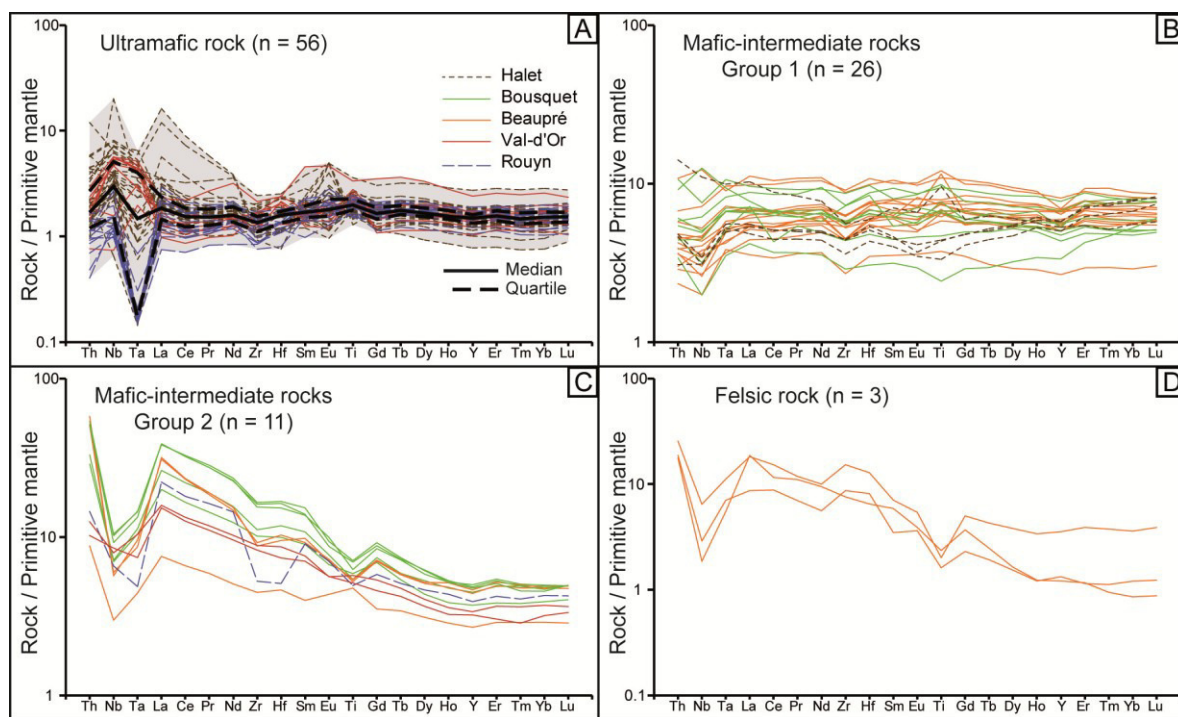 A
Ultramafic rock (n = 56)
Halet
Bousquet
Beaupré
Val-d'Or
Rouyn
Median
Quartile
Rock / Primitive mantle
100
10
1
0.1
Th Nb Ta La Ce Pr Nd Zr Hf Sm Eu Ti Gd Tb Dy Ho Y Er Tm Yb Lu
B
Mafic-intermediate rocks
Group 1 (n = 26)
Rock / Primitive mantle
100
10
1
Th Nb Ta La Ce Pr Nd Zr Hf Sm Eu Ti Gd Tb Dy Ho Y Er Tm Yb Lu
C
Mafic-intermediate rocks
Group 2 (n = 11)
Rock / Primitive mantle
100
10
1
Th Nb Ta La Ce Pr Nd Zr Hf Sm Eu Ti Gd Tb Dy Ho Y Er Tm Yb Lu
D
Felsic rock (n = 3)
Rock / Primitive mantle
100
10
1
0.1
Th Nb Ta La Ce Pr Nd Zr Hf Sm Eu Ti Gd Tb Dy Ho Y Er Tm Yb Lu